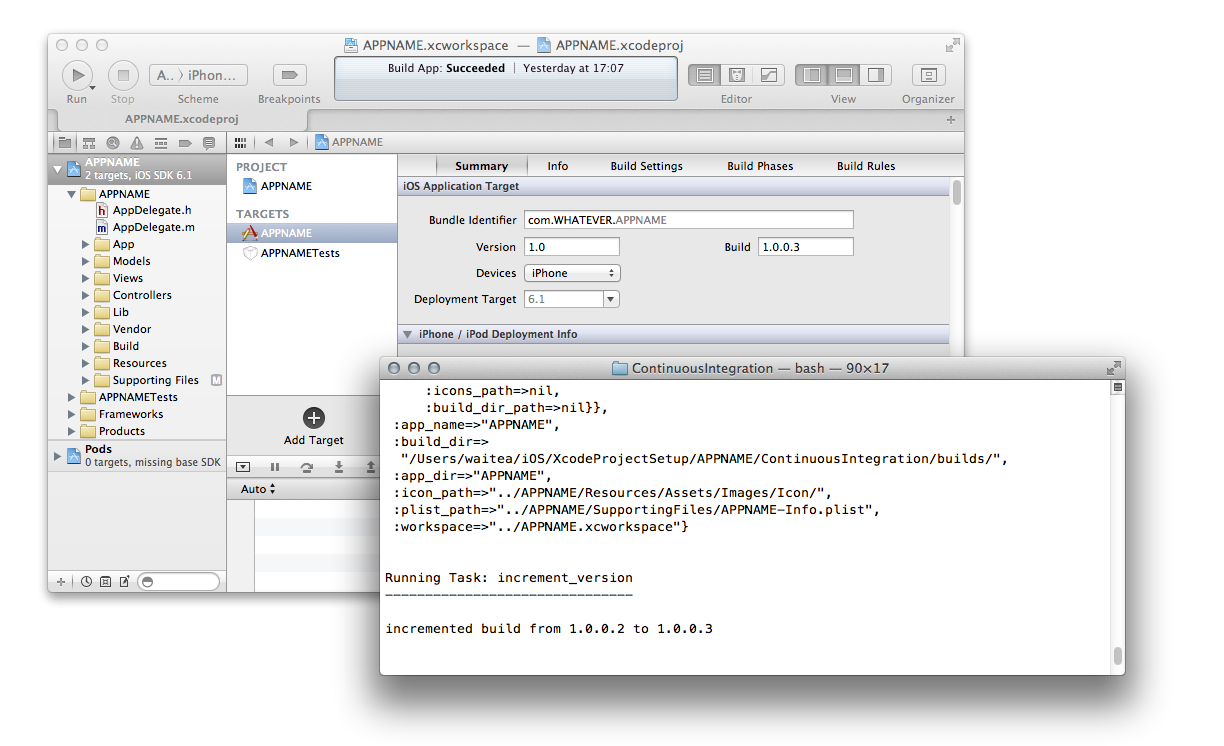 APPNAME.xcworkspace — APPNAME.xcodeproj
A.. 〉 iPhon...
Build App: Succeeded | Yesterday at 17:07
Run Stop Scheme Breakpoints Editor View Organizer
APPNAME.xcodeproj
APPNAME
APPNAME
2 targets, iOS SDK 6.1
APPNAME
h AppDelegate.h
m AppDelegate.m
App
Models
Views
Controllers
Lib
Vendor
Build
Resources
Supporting Files M
APPNAMETests
Frameworks
Products
Pods
0 targets, missing base SDK
PROJECT
APPNAME
TARGETS
APPNAME
APPNAMETests
Add Target
Auto
Summary Info Build Settings Build Phases Build Rules
iOS Application Target
Bundle Identifier com.WHATEVER.APPNAME
Version 1.0 Build 1.0.0.3
Devices iPhone
Deployment Target 6.1
iPhone / iPod Deployment Info
ContinuousIntegration — bash — 90×17
:icons_path=>nil,
:build_dir_path=>nil}},
:app_name=>"APPNAME",
:build_dir=>
"/Users/waitea/iOS/XcodeProjectSetup/APPNAME/ContinuousIntegration/builds/",
:app_dir=>"APPNAME",
:icon_path=>"../APPNAME/Resources/Assets/Images/Icon/",
:plist_path=>"../APPNAME/SupportingFiles/APPNAME-Info.plist",
:workspace=>"../APPNAME.xcworkspace"}
Running Task: increment_version
-------------------------------
incremented build from 1.0.0.2 to 1.0.0.3